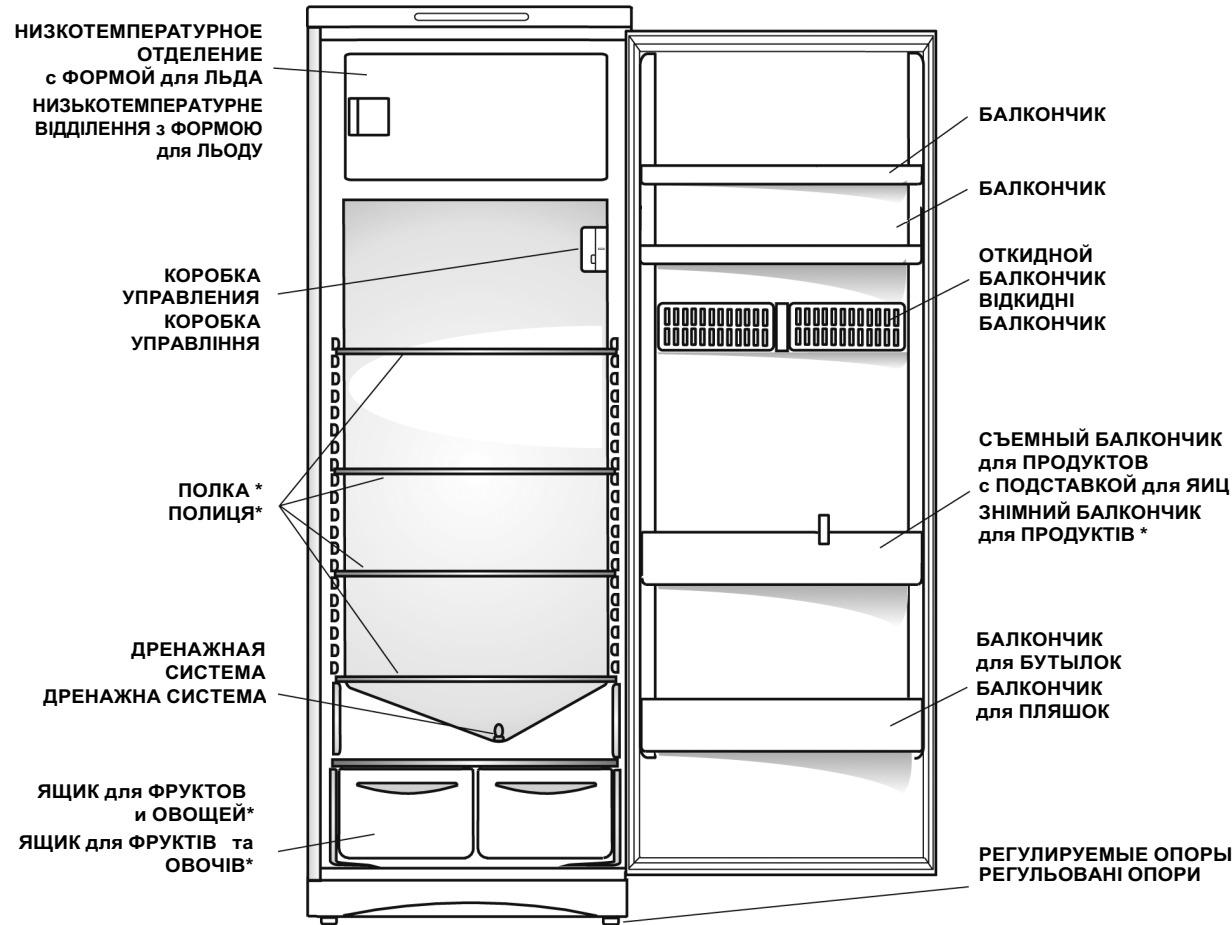 НИЗКОТЕМПЕРАТУРНОЕ
ОТДЕЛЕНИЕ
с ФОРМОЙ для ЛЬДА
НИЗЬКОТЕМПЕРАТУРНЕ
ВІДДІЛЕННЯ з ФОРМОЮ
для ЛЬОДУ
КОРОБКА
УПРАВЛЕНИЯ
КОРОБКА
УПРАВЛІННЯ
ПОЛКА *
ПОЛИЦЯ*
ДРЕНАЖНАЯ
СИСТЕМА
ДРЕНАЖНА СИСТЕМА
ЯЩИК для ФРУКТОВ
и ОВОЩЕЙ*
ЯЩИК для ФРУКТІВ та
ОВОЧІВ*
БАЛКОНЧИК
БАЛКОНЧИК
ОТКИДНОЙ
БАЛКОНЧИК
ВІДКИДНІ
БАЛКОНЧИК
СЪЕМНЫЙ БАЛКОНЧИК
для ПРОДУКТОВ
с ПОДСТАВКОЙ для ЯИЦ
ЗНІМНИЙ БАЛКОНЧИК
для ПРОДУКТІВ *
БАЛКОНЧИК
для БУТЫЛОК
БАЛКОНЧИК
для ПЛЯШОК
РЕГУЛИРУЕМЫЕ ОПОРЫ
РЕГУЛЬОВАНІ ОПОРИ